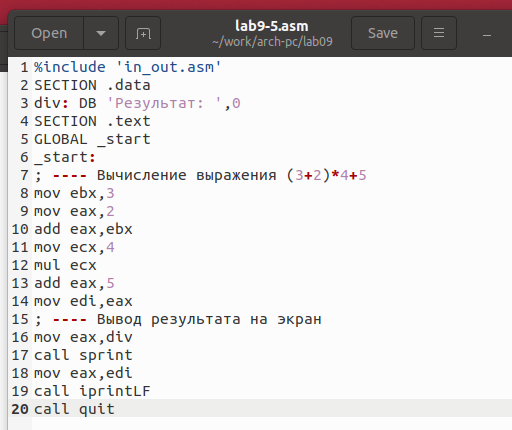 Open
lab9-5.asm
~/work/arch-pc/lab09
Save
1 %include 'in_out.asm'
2 SECTION .data
3 div: DB 'Результат: ',0
4 SECTION .text
5 GLOBAL _start
6 _start:
7 ; ---- Вычисление выражения (3+2)*4+5
8 mov ebx,3
9 mov eax,2
10 add eax,ebx
11 mov ecx,4
12 mul ecx
13 add eax,5
14 mov edi,eax
15 ; ---- Вывод результата на экран
16 mov eax,div
17 call sprint
18 mov eax,edi
19 call iprintLF
20 call quit